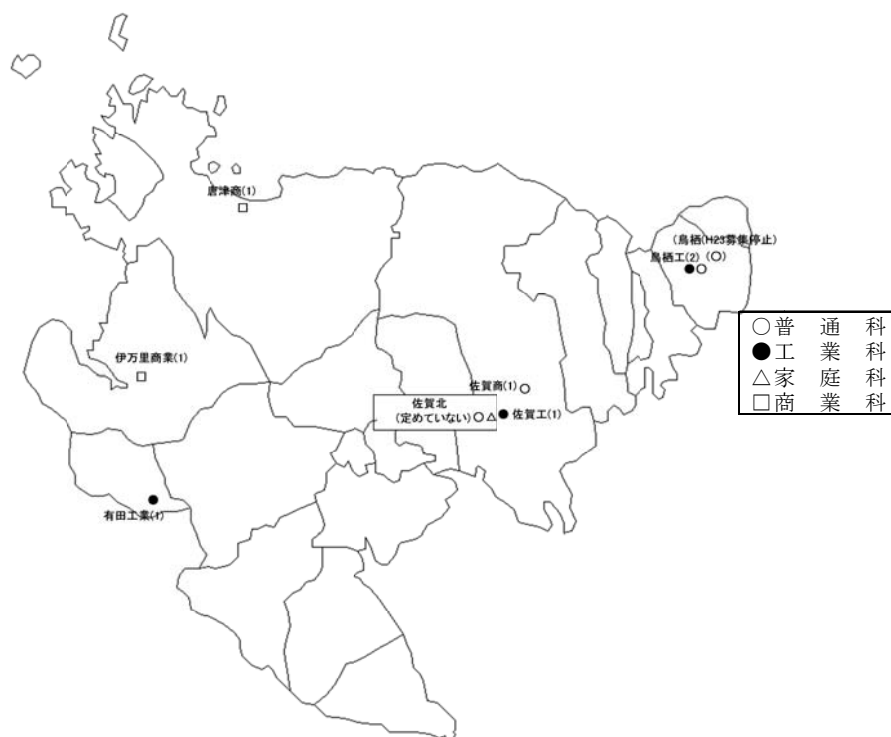 唐津商(1)
□
(鳥栖(H23募集停止)
鳥栖工(2) (○)
●○
伊万里商業(1)
□
佐賀商(1)○
佐賀北
(定めていない)○△
●佐賀工(1)
●
有田工業(1)
○普通科
●工業科
△家庭科
□商業科